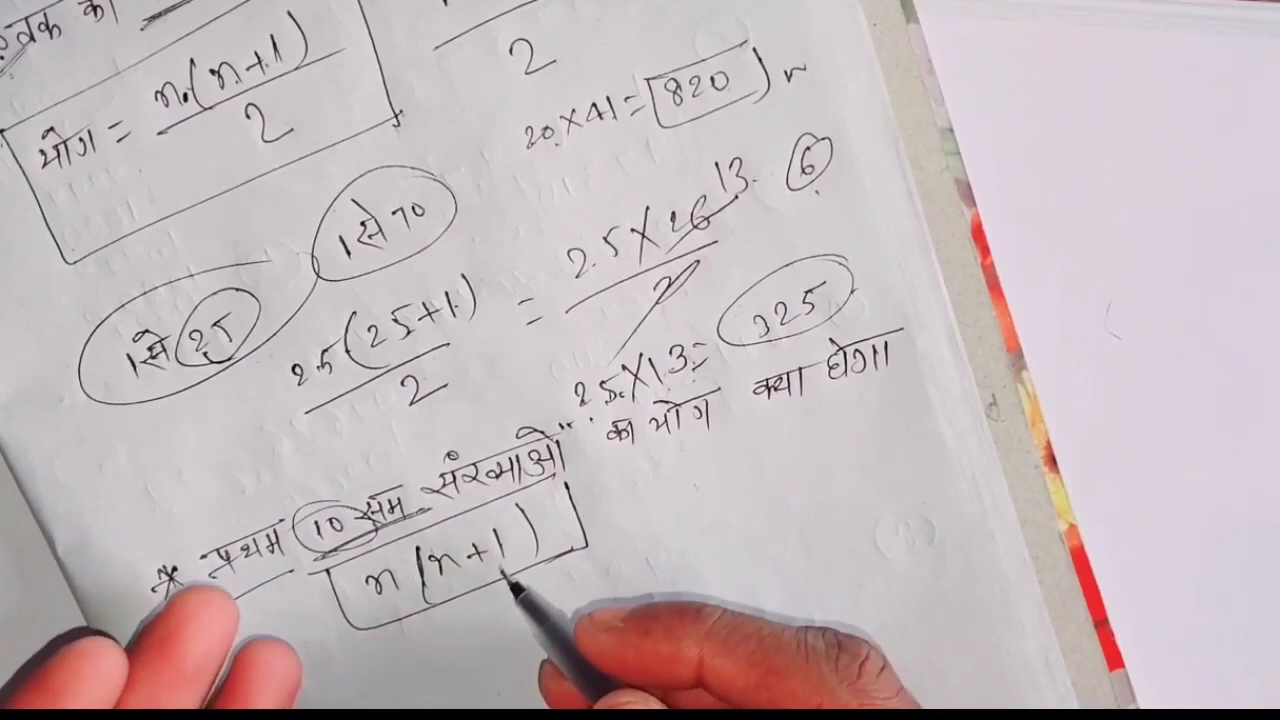 का
योग = n.(n+1)
2
2
20 × 41 = 820
1 से 70
6
1 से 25
25(25+1)
2
= 25 × 26 13
2
25 × 13 = 325
* प्रथम 10 सम संख्याओ का योग क्या होगा
n(n+1)